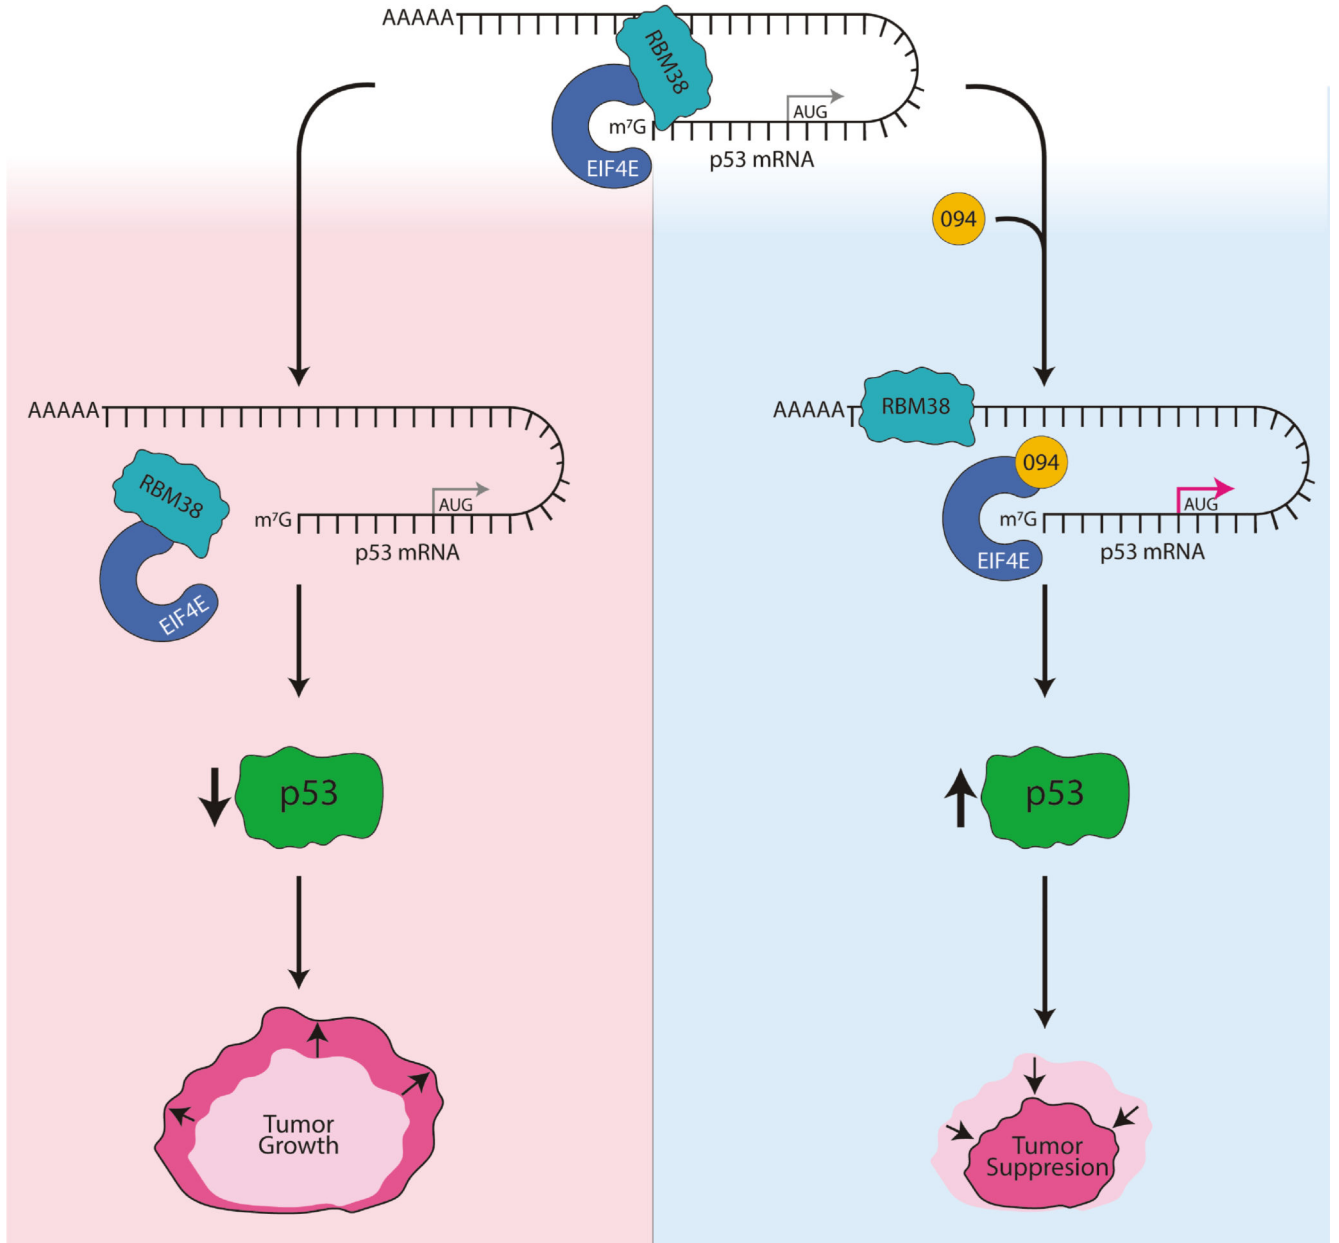 AAAAA
RBM38
m⁷G
AUG
EIF4E
p53 mRNA
094
AAAAA
RBM38
m⁷G
AUG
p53 mRNA
EIF4E
AAAAA
RBM38
094
m⁷G
AUG
EIF4E
p53 mRNA
p53
p53
Tumor
Growth
Tumor
Suppresion